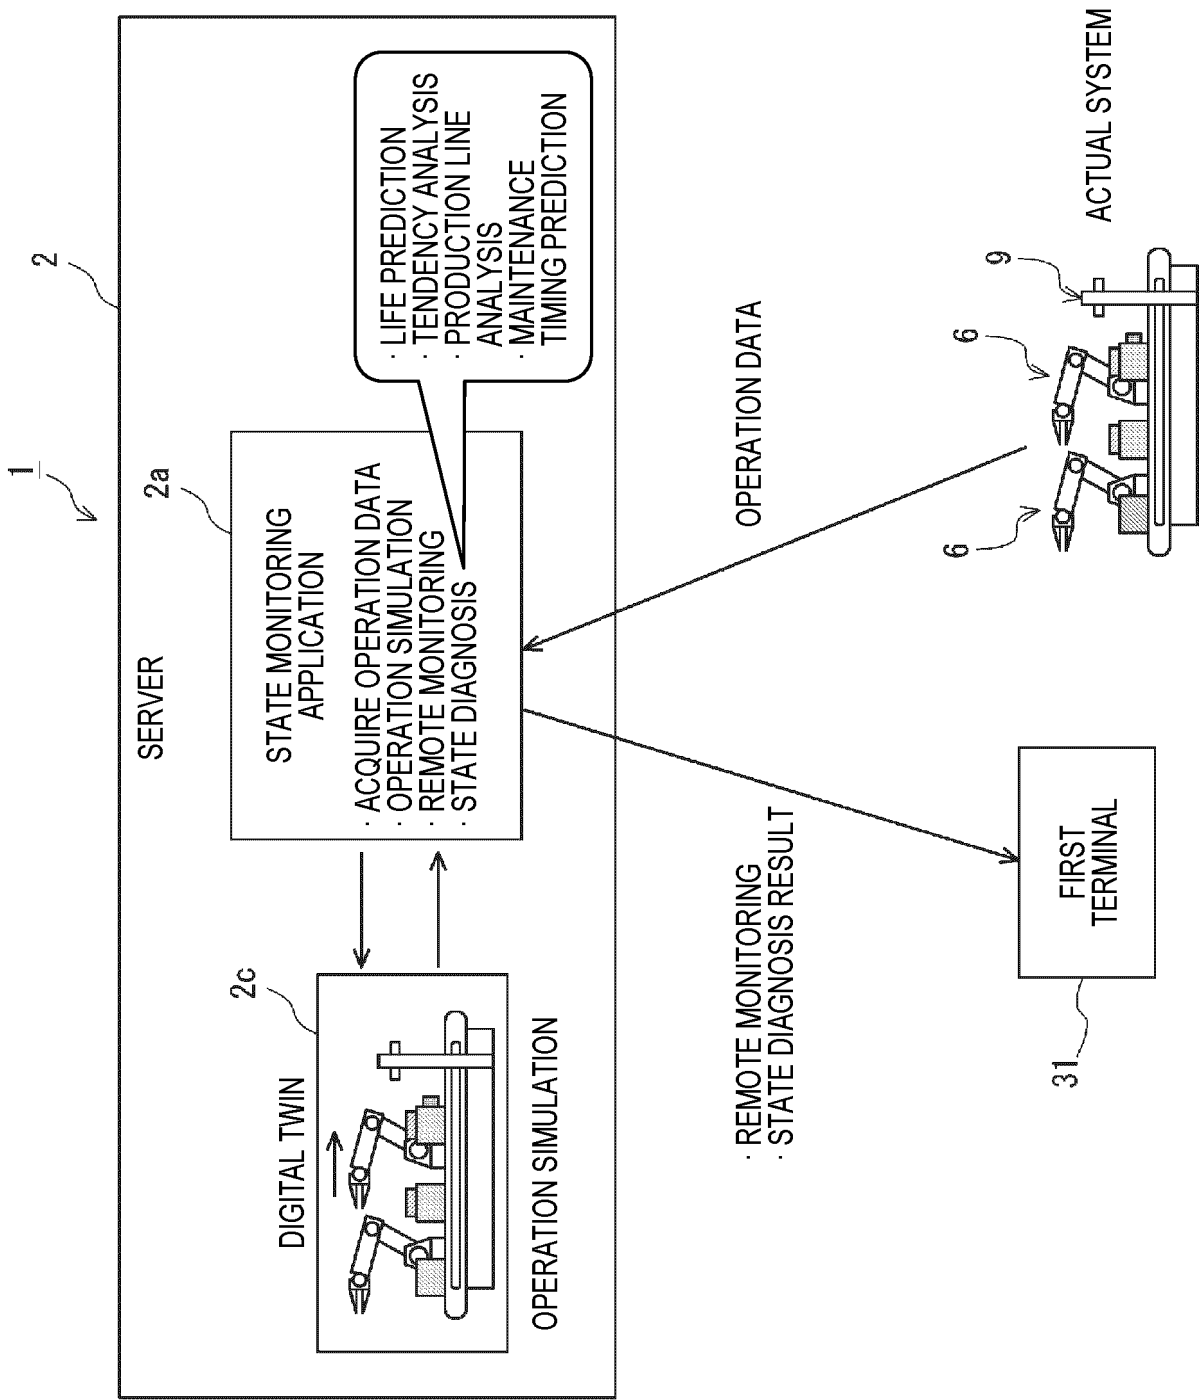 1
2
SERVER
2a
STATE MONITORING
APPLICATION
· ACQUIRE OPERATION DATA
· OPERATION SIMULATION
· REMOTE MONITORING
· STATE DIAGNOSIS
· LIFE PREDICTION
· TENDENCY ANALYSIS
· PRODUCTION LINE
ANALYSIS
· MAINTENANCE
TIMING PREDICTION
DIGITAL TWIN
2c
OPERATION SIMULATION
· REMOTE MONITORING
· STATE DIAGNOSIS RESULT
OPERATION DATA
31
FIRST
TERMINAL
6
6
9
ACTUAL SYSTEM